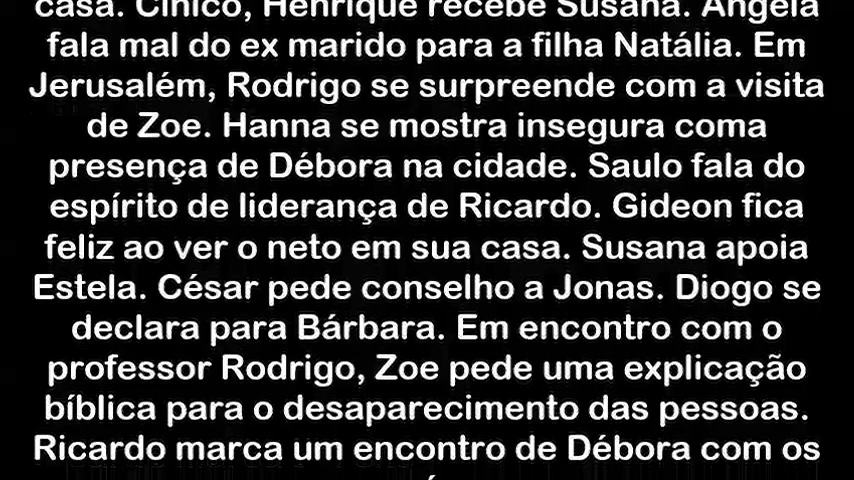 casa. Cínico, Henrique recebe Susana. Ângela
fala mal do ex marido para a filha Natália. Em
Jerusalém, Rodrigo se surpreende com a visita
de Zoe. Hanna se mostra insegura coma
presença de Débora na cidade. Saulo fala do
espírito de liderança de Ricardo. Gideon fica
feliz ao ver o neto em sua casa. Susana apoia
Estela. César pede conselho a Jonas. Diogo se
declara para Bárbara. Em encontro com o
professor Rodrigo, Zoe pede uma explicação
bíblica para o desaparecimento das pessoas.
Ricardo marca um encontro de Débora com os